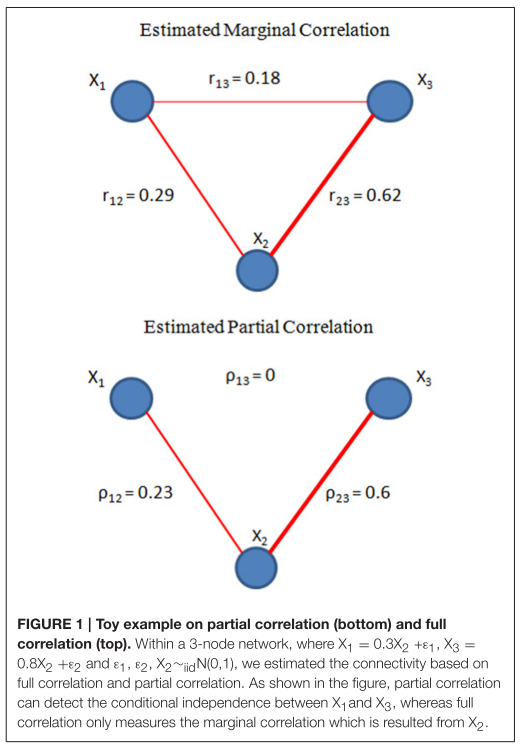 Estimated Marginal Correlation
X₁
r₁₃ = 0.18
X₃
r₁₂ = 0.29
r₂₃ = 0.62
X₂
Estimated Partial Correlation
X₁
ρ₁₃ = 0
X₃
ρ₁₂ = 0.23
ρ₂₃ = 0.6
X₂
FIGURE 1 | Toy example on partial correlation (bottom) and full
correlation (top). Within a 3-node network, where X₁ = 0.3X₂ +ε₁, X₃ =
0.8X₂ +ε₂ and ε₁, ε₂, X₂~iidN(0,1), we estimated the connectivity based on
full correlation and partial correlation. As shown in the figure, partial correlation
can detect the conditional independence between X₁and X₃, whereas full
correlation only measures the marginal correlation which is resulted from X₂.